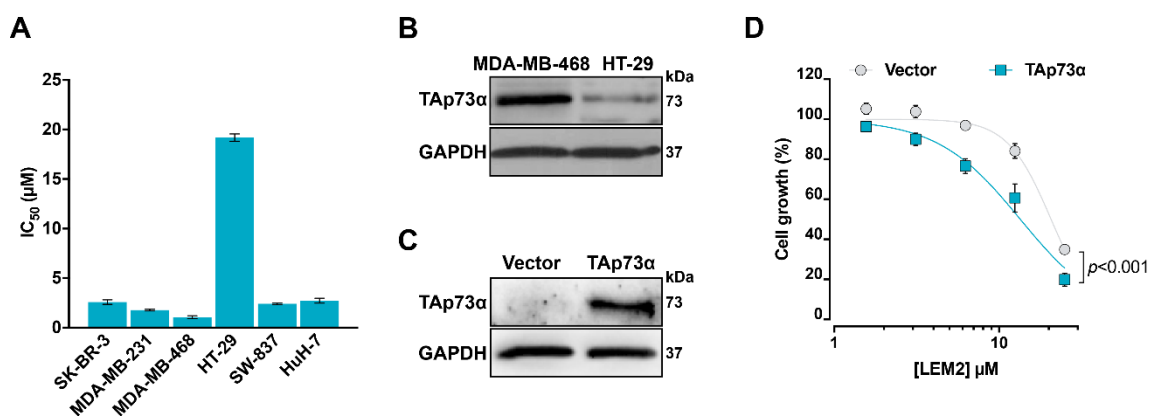 A
IC50 (µM)
25
20
15
10
5
0
SK-BR-3
MDA-MB-231
MDA-MB-468
HT-29
SW-837
HuH-7
B
MDA-MB-468 HT-29
kDa
TAp73α 73
GAPDH 37
C
Vector TAp73α
kDa
TAp73α 73
GAPDH 37
D
Vector TAp73α
Cell growth (%)
120
100
80
60
40
20
0
p<0.001
1 10
[LEM2] µM